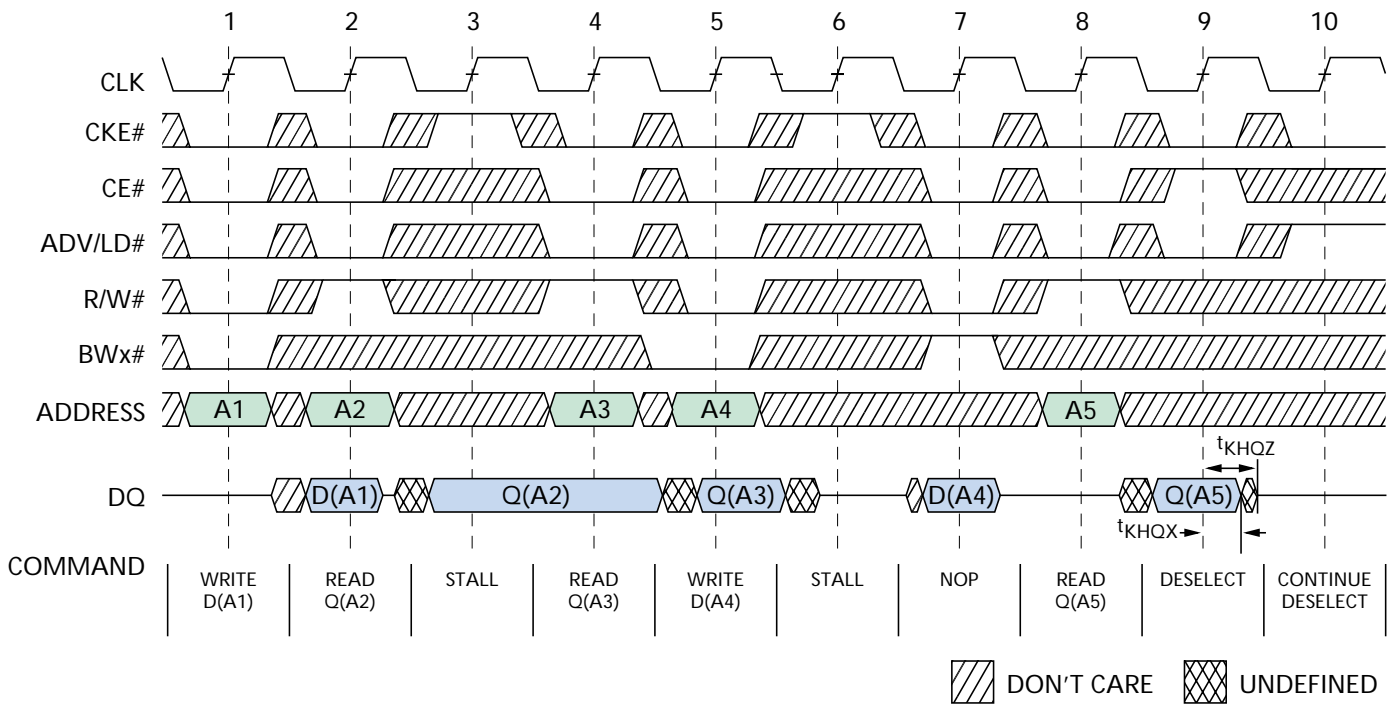 1 2 3 4 5 6 7 8 9 10
CLK
CKE#
CE#
ADV/LD#
R/W#
BWx#
ADDRESS A1 A2 A3 A4 A5
tKHQZ
DQ D(A1) Q(A2) Q(A3) D(A4) Q(A5)
tKHQX
COMMAND
WRITE READ STALL READ WRITE STALL NOP READ DESELECT CONTINUE
D(A1) Q(A2) Q(A3) D(A4) Q(A5) DESELECT
DON'T CARE UNDEFINED